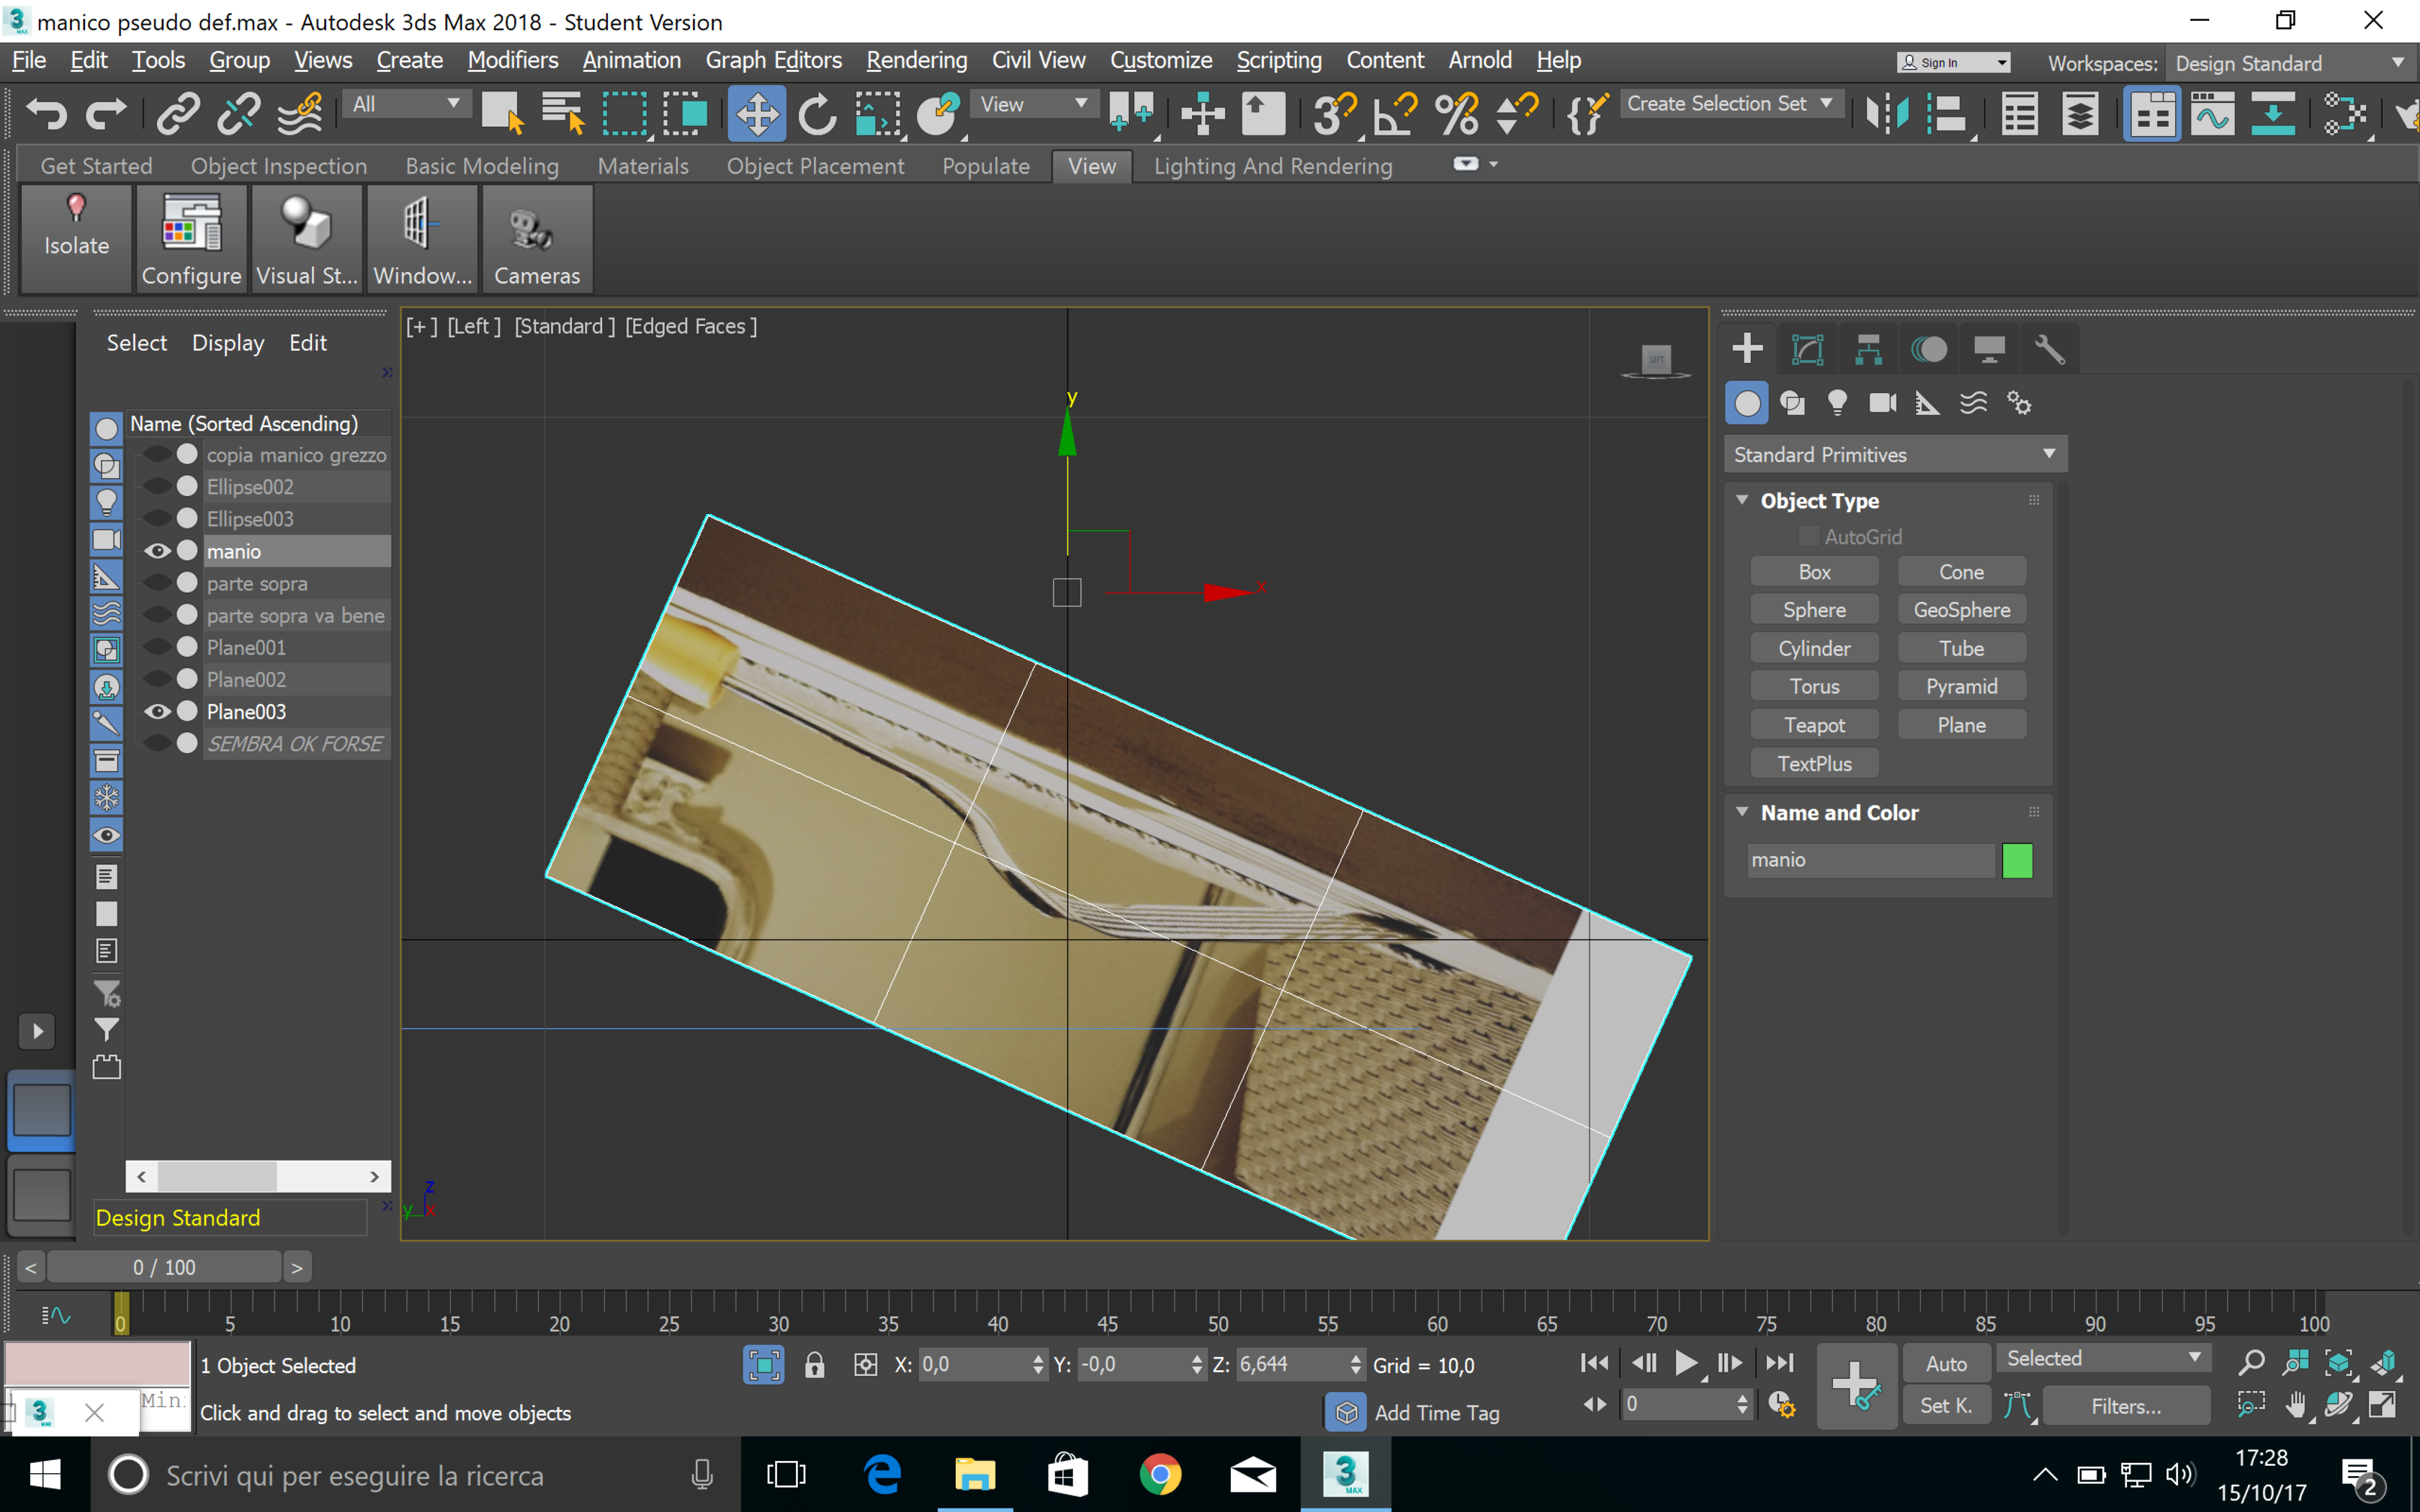 manico pseudo def.max - Autodesk 3ds Max 2018 - Student Version
File Edit Tools Group Views Create Modifiers Animation Graph Editors Rendering Civil View Customize Scripting Content Arnold Help Sign In Workspaces: Design Standard
All View Create Selection Set
Get Started Object Inspection Basic Modeling Materials Object Placement Populate View Lighting And Rendering
Isolate
Configure Visual St... Window... Cameras
Select Display Edit
[+] [Left] [Standard] [Edged Faces]
LEFT
y
x
Name (Sorted Ascending)
copia manico grezzo
Ellipse002
Ellipse003
manio
parte sopra
parte sopra va bene
Plane001
Plane002
Plane003
SEMBRA OK FORSE
Standard Primitives
Object Type
AutoGrid
Box Cone
Sphere GeoSphere
Cylinder Tube
Torus Pyramid
Teapot Plane
TextPlus
Name and Color
manio
z
y x
Design Standard
0 / 100
0 5 10 15 20 25 30 35 40 45 50 55 60 65 70 75 80 85 90 95 100
1 Object Selected X: 0,0 Y: -0,0 Z: 6,644 Grid = 10,0 Auto Selected
Min:
Click and drag to select and move objects Add Time Tag 0 Set K. Filters...
Scrivi qui per eseguire la ricerca
17:28
15/10/17
2